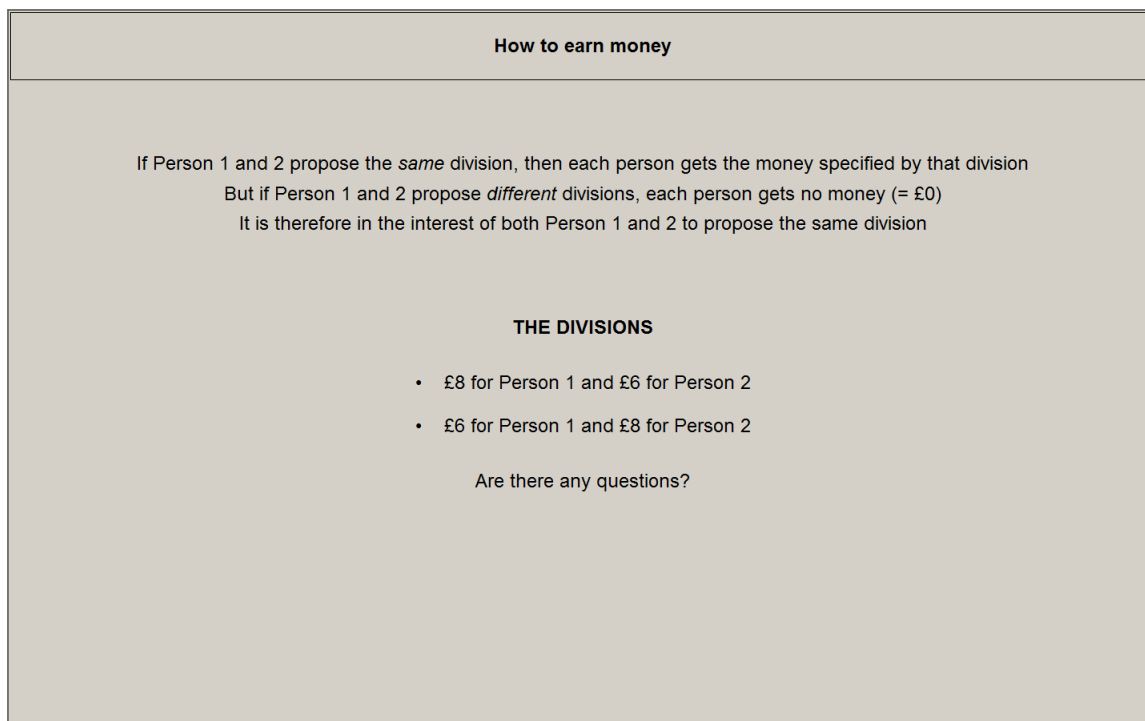 How to earn money
If Person 1 and 2 propose the same division, then each person gets the money specified by that division
But if Person 1 and 2 propose different divisions, each person gets no money (= £0)
It is therefore in the interest of both Person 1 and 2 to propose the same division
THE DIVISIONS
• £8 for Person 1 and £6 for Person 2
• £6 for Person 1 and £8 for Person 2
Are there any questions?